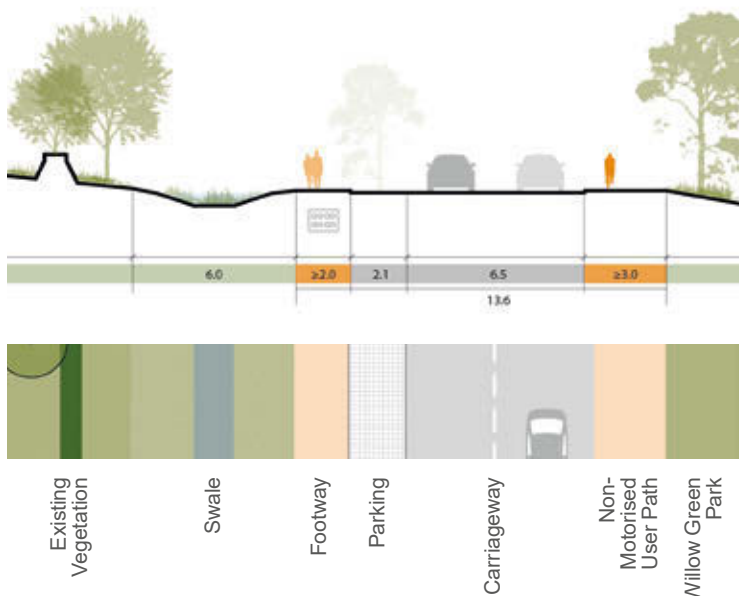 6.0
≥2.0
2.1
6.5
≥3.0
13.6
Existing
Vegetation
Swale
Footway
Parking
Carriageway
Non-
Motorised
User Path
Willow Green
Park